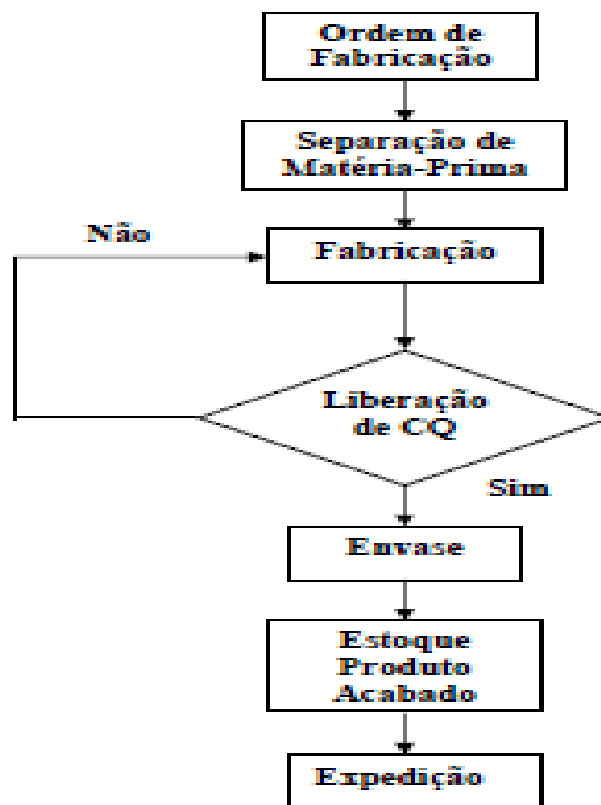 Ordem de
Fabricação
Separação de
Matéria-Prima
Não
Fabricação
Liberação
de CQ
Sim
Envase
Estoque
Produto
Acabado
Expedição